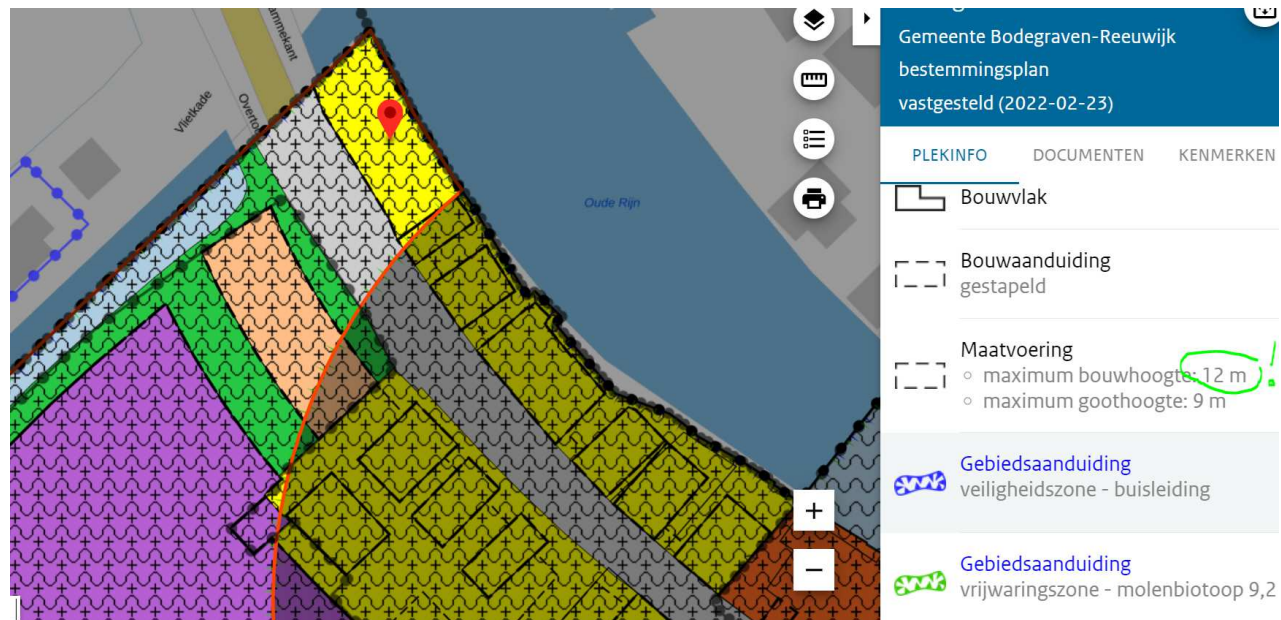 Gemeente Bodegraven-Reeuwijk
bestemmingsplan
vastgesteld (2022-02-23)
PLEKINFO DOCUMENTEN KENMERKEN
Bouwvlak
Bouwaanduiding
gestapeld
Maatvoering
maximum bouwhoogte: 12 m !
maximum goothoogte: 9 m
Gebiedsaanduiding
veiligheidszone - buisleiding
Gebiedsaanduiding
vrijwaringszone - molenbiotoop 9,2
Vlietkade
Oude Rijn
+
−